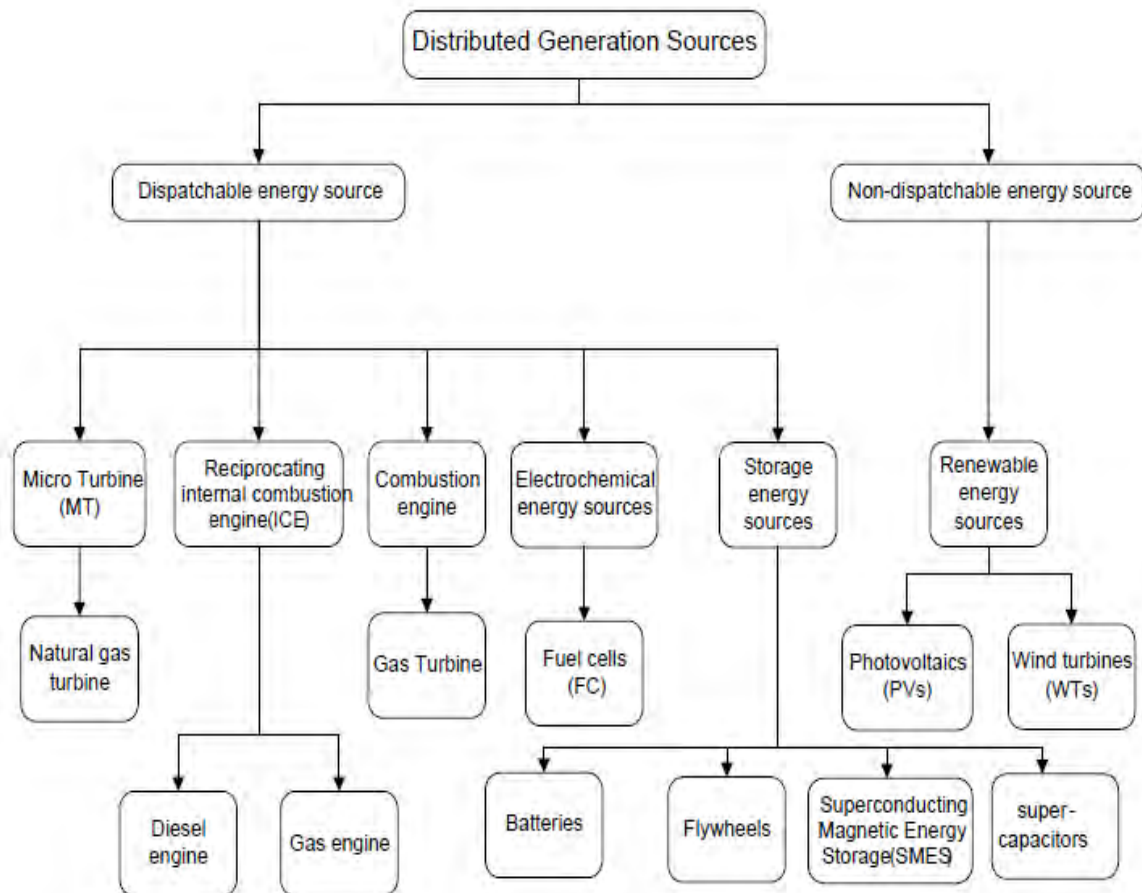 Distributed Generation Sources
Dispatchable energy source
Non-dispatchable energy source
Micro Turbine
(MT)
Reciprocating
internal combustion
engine(ICE)
Combustion
engine
Electrochemical
energy sources
Storage
energy
sources
Renewable
energy
sources
Natural gas
turbine
Gas Turbine
Fuel cells
(FC)
Photovoltaics
(PVs)
Wind turbines
(WTs)
Diesel
engine
Gas engine
Batteries
Flywheels
Superconducting
Magnetic Energy
Storage(SMES)
super-
capacitors